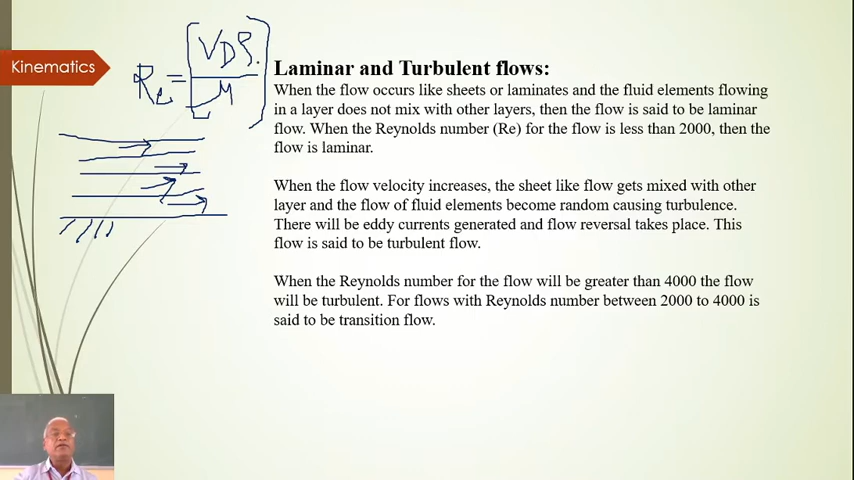 Kinematics
Re = [VDρ / μ]
Laminar and Turbulent flows:
When the flow occurs like sheets or laminates and the fluid elements flowing
in a layer does not mix with other layers, then the flow is said to be laminar
flow. When the Reynolds number (Re) for the flow is less than 2000, then the
flow is laminar.
When the flow velocity increases, the sheet like flow gets mixed with other
layer and the flow of fluid elements become random causing turbulence.
There will be eddy currents generated and flow reversal takes place. This
flow is said to be turbulent flow.
When the Reynolds number for the flow will be greater than 4000 the flow
will be turbulent. For flows with Reynolds number between 2000 to 4000 is
said to be transition flow.